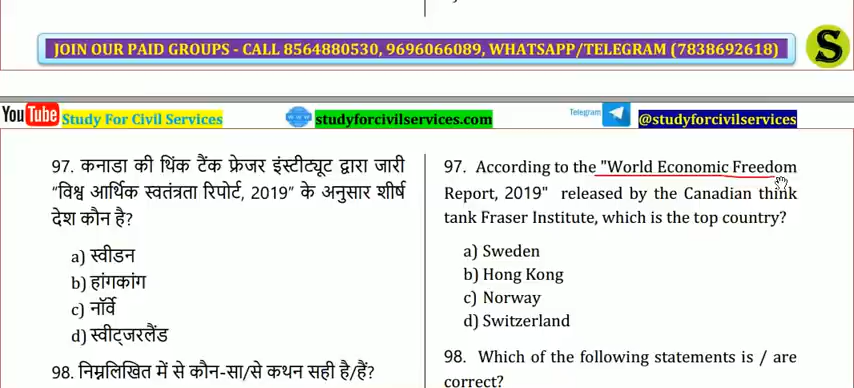 JOIN OUR PAID GROUPS - CALL 8564880530, 9696066089, WHATSAPP/TELEGRAM (7838692618)
S
YouTube Study For Civil Services
studyforcivilservices.com
Telegram @studyforcivilservices
97. कनाडा की थिंक टैंक फ्रेजर इंस्टीट्यूट द्वारा जारी
“विश्व आर्थिक स्वतंत्रता रिपोर्ट, 2019” के अनुसार शीर्ष
देश कौन है?
a) स्वीडन
b) हांगकांग
c) नॉर्वे
d) स्वीट्जरलैंड
98. निम्नलिखित में से कौन-सा/से कथन सही है/हैं?
97. According to the "World Economic Freedom
Report, 2019" released by the Canadian think
tank Fraser Institute, which is the top country?
a) Sweden
b) Hong Kong
c) Norway
d) Switzerland
98. Which of the following statements is / are
correct?